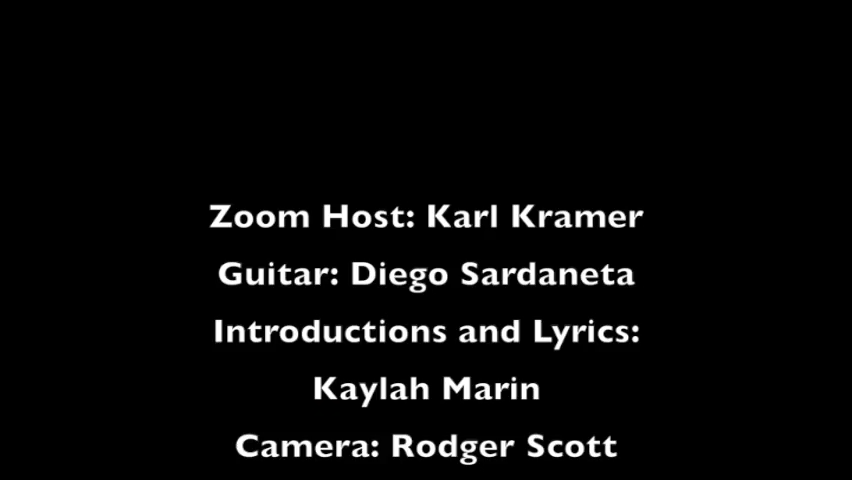 Zoom Host: Karl Kramer
Guitar: Diego Sardaneta
Introductions and Lyrics:
Kaylah Marin
Camera: Rodger Scott